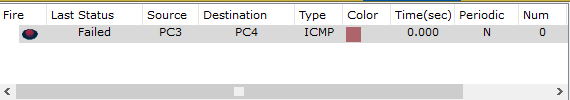 Fire Last Status Source Destination Type Color Time(sec) Periodic Num
Failed PC3 PC4 ICMP 0.000 N 0